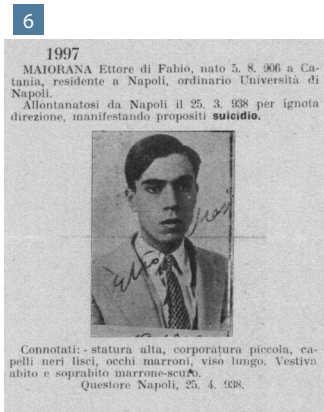 6
1997
MAIORANA Ettore di Fabio, nato 5. 8. 906 a Ca-
tania, residente a Napoli, ordinario Università di
Napoli.
Allontanatosi da Napoli il 25. 3. 938 per ignota
direzione, manifestando propositi suicidio.
Connotati: - statura alta, corporatura piccola, ca-
pelli neri lisci, occhi marroni, viso lungo. Vestiva
abito e soprabito marrone-scuro.
Questore Napoli, 25. 4. 938.